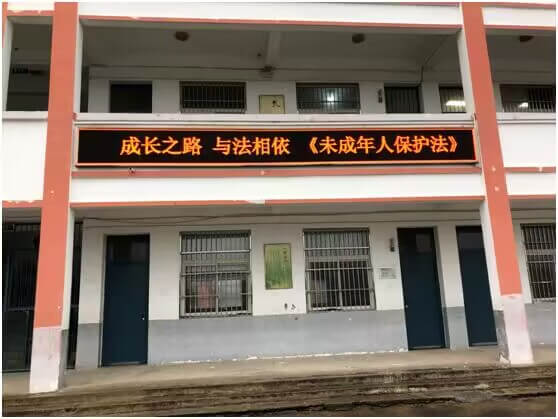 成长之路 与法相依 《未成年人保护法》